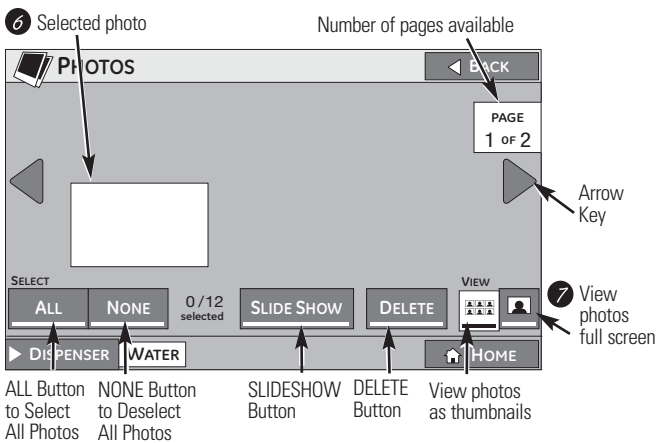 6 Selected photo
Number of pages available
PHOTOS
BACK
PAGE
1 OF 2
Arrow
Key
SELECT
ALL
NONE
0/12
selected
SLIDE SHOW
DELETE
VIEW
7 View
photos
full screen
DISPENSER
WATER
HOME
ALL Button
to Select
All Photos
NONE Button
to Deselect
All Photos
SLIDESHOW
Button
DELETE
Button
View photos
as thumbnails